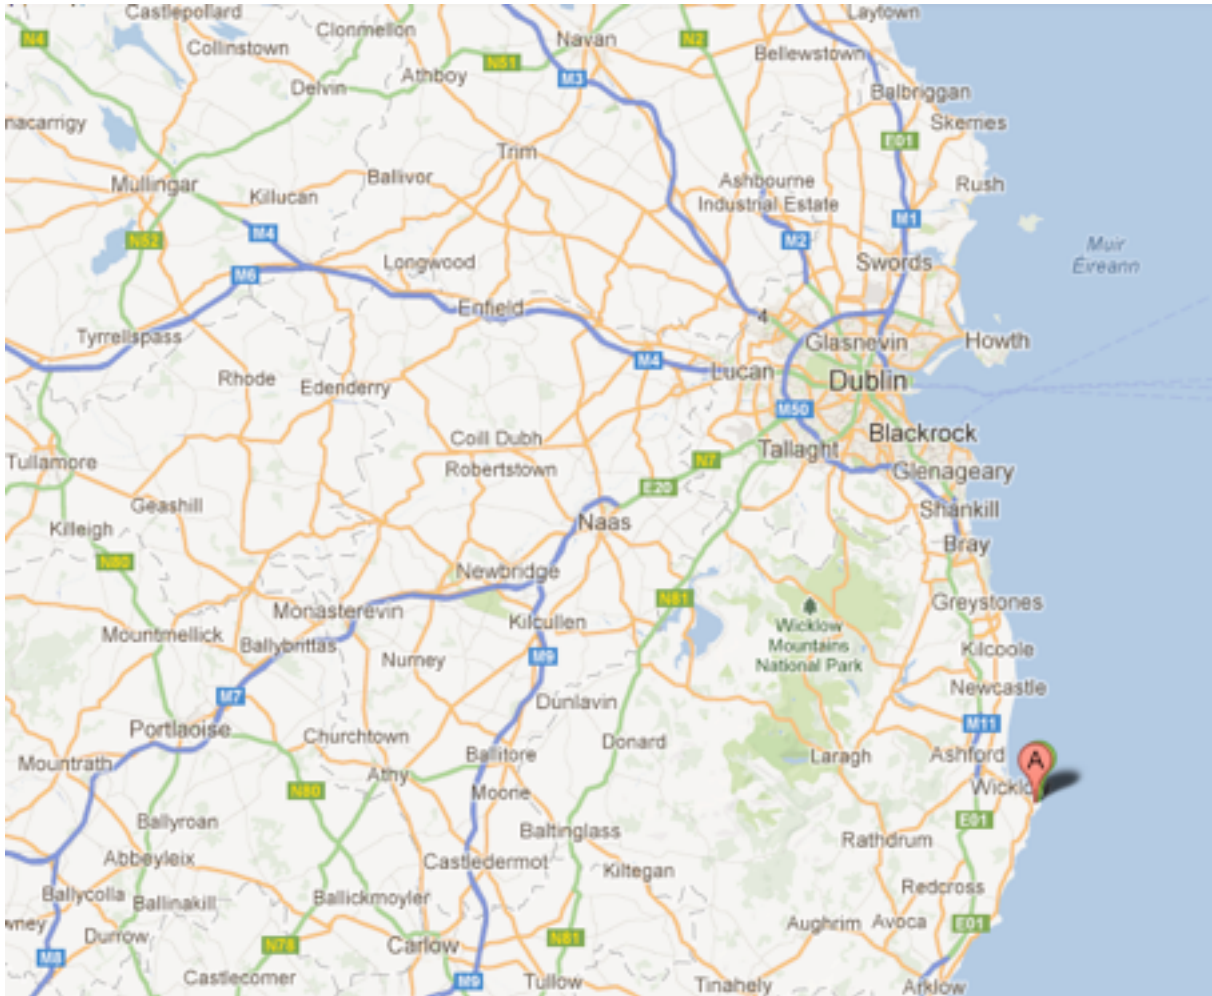 Castlepollard
Laytown
N4
Clonmellon
Navan
N2
Collinstown
Bellewstown
N51
Athboy
M3
Delvin
Balbriggan
nacarrigy
Skerries
E01
Trim
Mullingar
Ballivor
Ashbourne
Industrial Estate
Rush
Killucan
M1
M4
N52
M2
Muir
Éireann
Longwood
Swords
M6
Enfield
4
Tyrrellspass
Glasnevin
Howth
M4
Lucan
Rhode
Edenderry
Dublin
M50
Coill Dubh
Blackrock
Tallaght
Tullamore
Robertstown
N7
Glenageary
E20
Geashill
Shankill
Naas
Killeigh
Bray
N80
Newbridge
N81
Greystones
Monasterevin
Kilcullen
Wicklow
Mountains
National Park
Mountmellick
Ballybrittas
Kilcoole
Nurney
M9
Newcastle
M7
Dunlavin
M11
Portlaoise
Churchtown
Donard
Ballitore
Laragh
Ashford
A
Mountrath
Athy
Wicklo
N80
Moone
Ballyroan
Baltinglass
E01
Rathdrum
Abbeyleix
Castledermot
Kiltegan
Redcross
Ballycolla
Ballinakill
Ballickmoyler
Aughrim
Avoca
E01
wney
Durrow
N78
Carlow
N81
M8
Castlecomer
M9
Tullow
Tinahely
Arklow